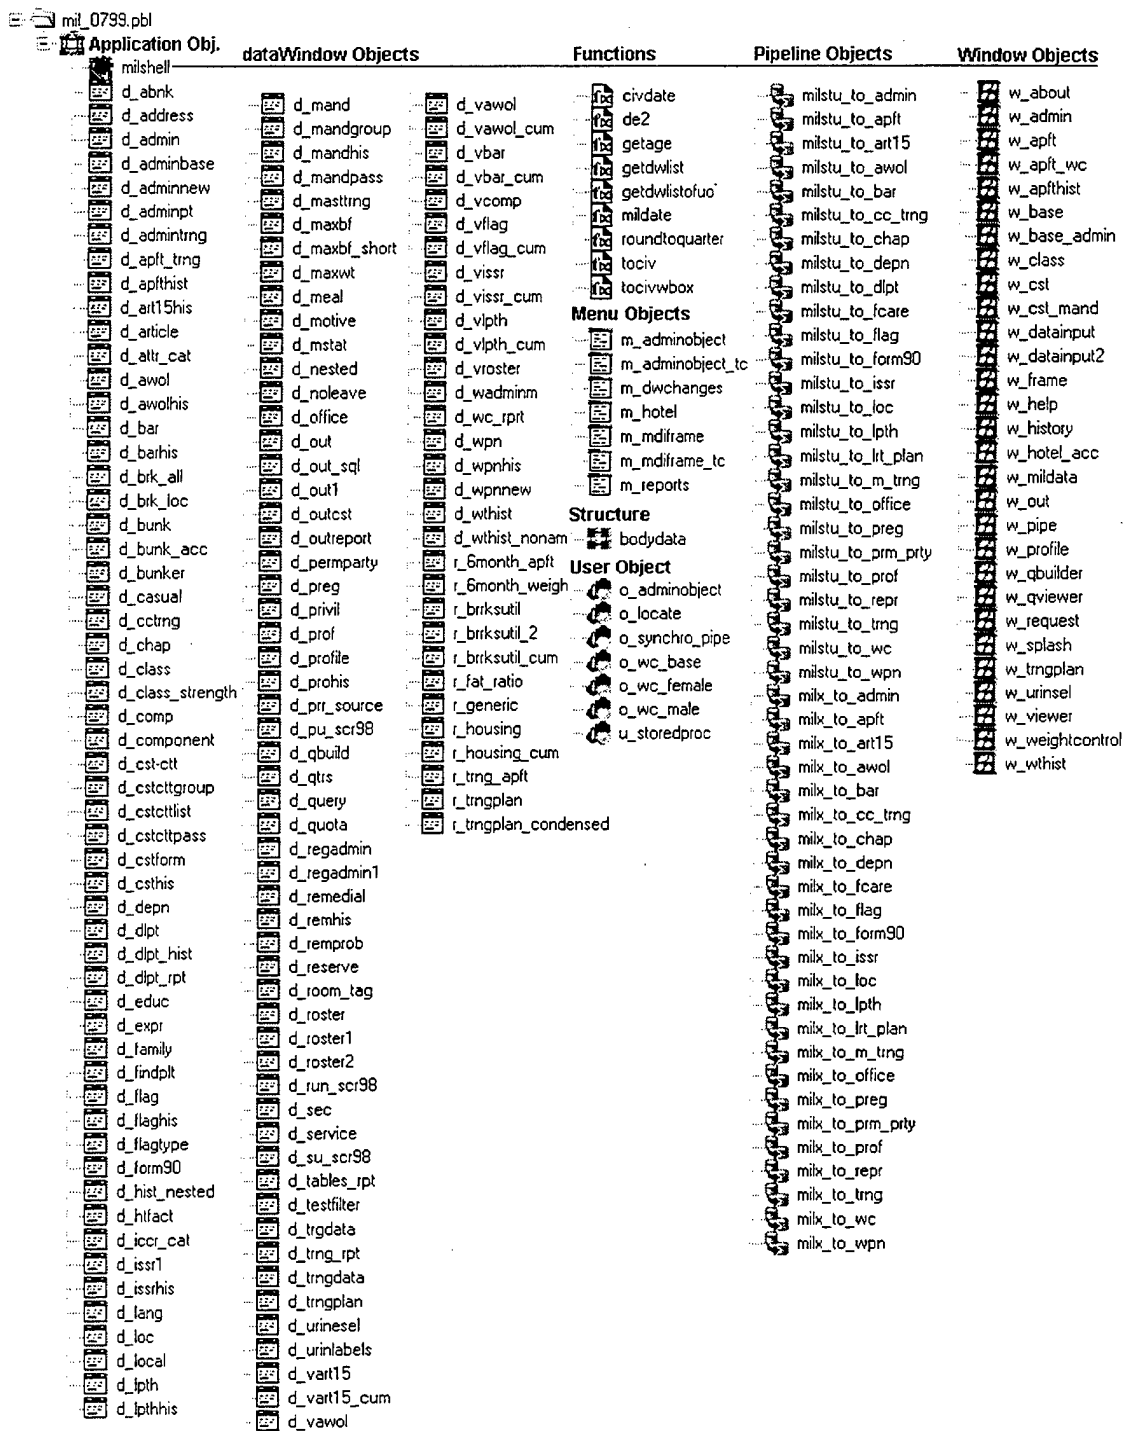 mil_0799.pbl
Application Obj.
milshell
d_abnk
d_address
d_admin
d_adminbase
d_adminnew
d_adminpt
d_admintrng
d_apft_trng
d_apfthist
d_art15his
d_article
d_attr_cat
d_awol
d_awolhis
d_bar
d_barhis
d_brk_all
d_brk_loc
d_bunk
d_bunk_acc
d_bunker
d_casual
d_cctrng
d_chap
d_class
d_class_strength
d_comp
d_component
d_cst-ctt
d_cstcttgroup
d_cstcttlist
d_cstcttpass
d_cstform
d_csthis
d_depn
d_dlpt
d_dlpt_hist
d_dlpt_rpt
d_educ
d_expr
d_family
d_findplt
d_flag
d_flaghis
d_flagtype
d_form90
d_hist_nested
d_htfact
d_iccr_cat
d_issr1
d_issrhis
d_lang
d_loc
d_local
d_lpth
d_lpthhis
dataWindow Objects
d_mand
d_mandgroup
d_mandhis
d_mandpass
d_masttrng
d_maxbf
d_maxbf_short
d_maxwt
d_meal
d_motive
d_mstat
d_nested
d_noleave
d_office
d_out
d_out_sql
d_out1
d_outcst
d_outreport
d_permparty
d_preg
d_privil
d_prof
d_profile
d_prohis
d_prr_source
d_pu_scr98
d_qbuild
d_qtrs
d_query
d_quota
d_regadmin
d_regadmin1
d_remedial
d_remhis
d_remprob
d_reserve
d_room_tag
d_roster
d_roster1
d_roster2
d_run_scr98
d_sec
d_service
d_su_scr98
d_tables_rpt
d_testfilter
d_trgdata
d_trng_rpt
d_trngdata
d_trngplan
d_urinesel
d_urinlabels
d_vart15
d_vart15_cum
d_vawol
d_vawol
d_vawol_cum
d_vbar
d_vbar_cum
d_vcomp
d_vflag
d_vflag_cum
d_vissr
d_vissr_cum
d_vlpth
d_vlpth_cum
d_vroster
d_wadminm
d_wc_rprt
d_wpn
d_wpnhis
d_wpnnew
d_wthist
d_wthist_nonam
r_6month_apft
r_6month_weigh
r_brrksutil
r_brrksutil_2
r_brrksutil_cum
r_fat_ratio
r_generic
r_housing
r_housing_cum
r_trng_apft
r_trngplan
r_trngplan_condensed
Functions
civdate
de2
getage
getdwlist
getdwlistofuo
mildate
roundtoquarter
tociv
tocivwbox
Menu Objects
m_adminobject
m_adminobject_tc
m_dwchanges
m_hotel
m_mdiframe
m_mdiframe_tc
m_reports
Structure
bodydata
User Object
o_adminobject
o_locate
o_synchro_pipe
o_wc_base
o_wc_female
o_wc_male
u_storedproc
Pipeline Objects
milstu_to_admin
milstu_to_apft
milstu_to_art15
milstu_to_awol
milstu_to_bar
milstu_to_cc_trng
milstu_to_chap
milstu_to_depn
milstu_to_dlpt
milstu_to_fcare
milstu_to_flag
milstu_to_form90
milstu_to_issr
milstu_to_loc
milstu_to_lpth
milstu_to_lrt_plan
milstu_to_m_trng
milstu_to_office
milstu_to_preg
milstu_to_prm_prty
milstu_to_prof
milstu_to_repr
milstu_to_trng
milstu_to_wc
milstu_to_wpn
milx_to_admin
milx_to_apft
milx_to_art15
milx_to_awol
milx_to_bar
milx_to_cc_trng
milx_to_chap
milx_to_depn
milx_to_fcare
milx_to_flag
milx_to_form90
milx_to_issr
milx_to_loc
milx_to_lpth
milx_to_lrt_plan
milx_to_m_trng
milx_to_office
milx_to_preg
milx_to_prm_prty
milx_to_prof
milx_to_repr
milx_to_trng
milx_to_wc
milx_to_wpn
Window Objects
w_about
w_admin
w_apft
w_apft_wc
w_apfthist
w_base
w_base_admin
w_class
w_cst
w_cst_mand
w_datainput
w_datainput2
w_frame
w_help
w_history
w_hotel_acc
w_mildata
w_out
w_pipe
w_profile
w_qbuilder
w_qviewer
w_request
w_splash
w_trngplan
w_urinsel
w_viewer
w_weightcontrol
w_wthist